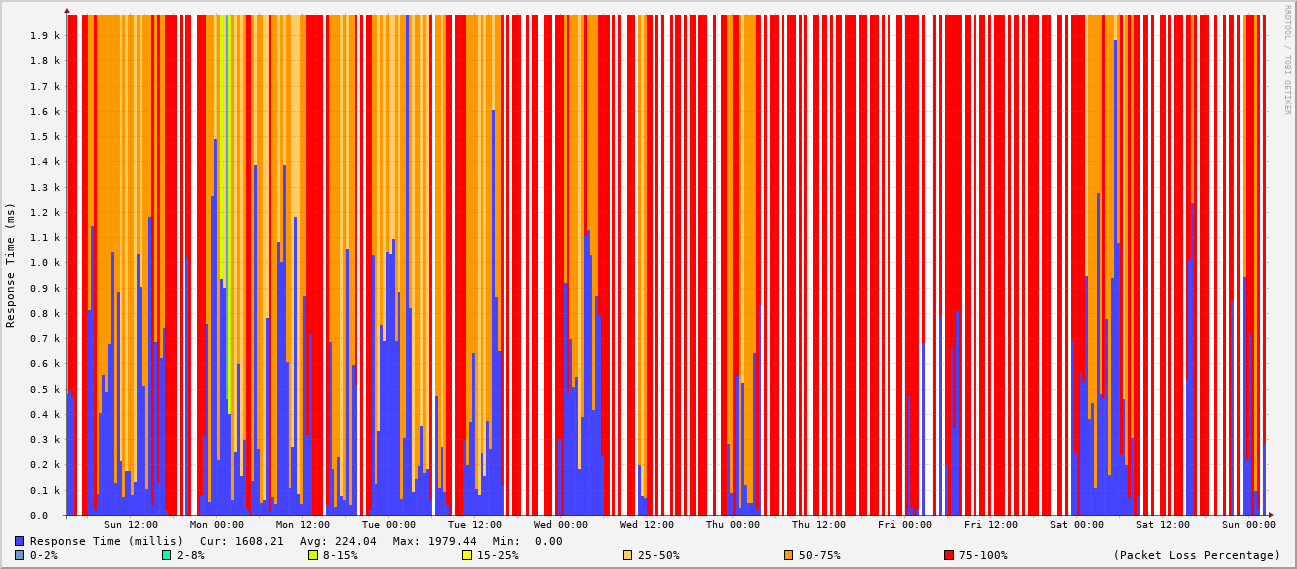 RRDTOOL / TOBI OETIKER
Response Time (ms)
1.9 k
1.8 k
1.7 k
1.6 k
1.5 k
1.4 k
1.3 k
1.2 k
1.1 k
1.0 k
0.9 k
0.8 k
0.7 k
0.6 k
0.5 k
0.4 k
0.3 k
0.2 k
0.1 k
0.0
Sun 12:00 Mon 00:00 Mon 12:00 Tue 00:00 Tue 12:00 Wed 00:00 Wed 12:00 Thu 00:00 Thu 12:00 Fri 00:00 Fri 12:00 Sat 00:00 Sat 12:00 Sun 00:00
Response Time (millis) Cur: 1608.21 Avg: 224.04 Max: 1979.44 Min: 0.00
0-2% 2-8% 8-15% 15-25% 25-50% 50-75% 75-100% (Packet Loss Percentage)